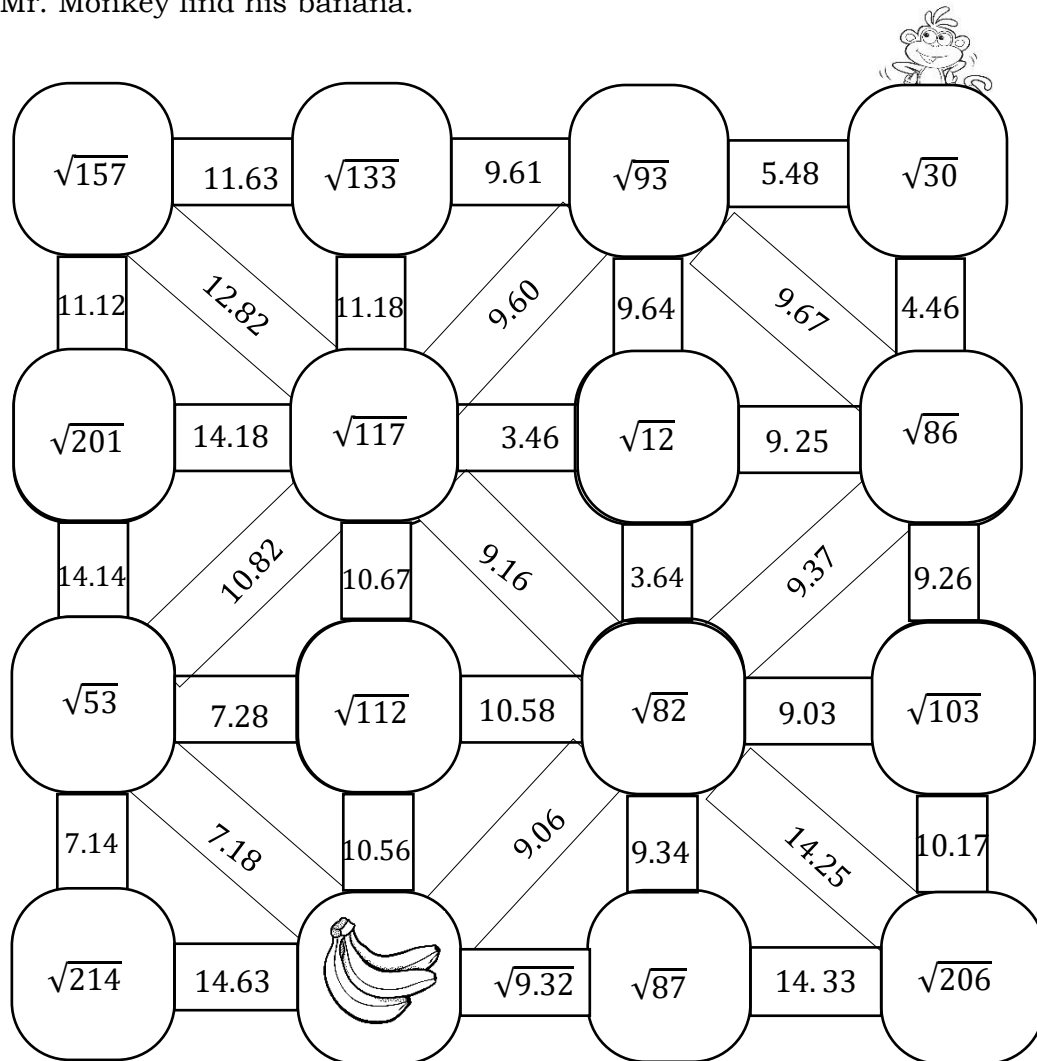 Mr. Monkey find his banana.
√157 11.63 √133 9.61 √93 5.48 √30
11.12 12.82 11.18 9.60 9.64 9.67 4.46
√201 14.18 √117 3.46 √12 9.25 √86
14.14 10.82 10.67 9.16 3.64 9.37 9.26
√53 7.28 √112 10.58 √82 9.03 √103
7.14 7.18 10.56 9.06 9.34 14.25 10.17
√214 14.63 √9.32 √87 14.33 √206